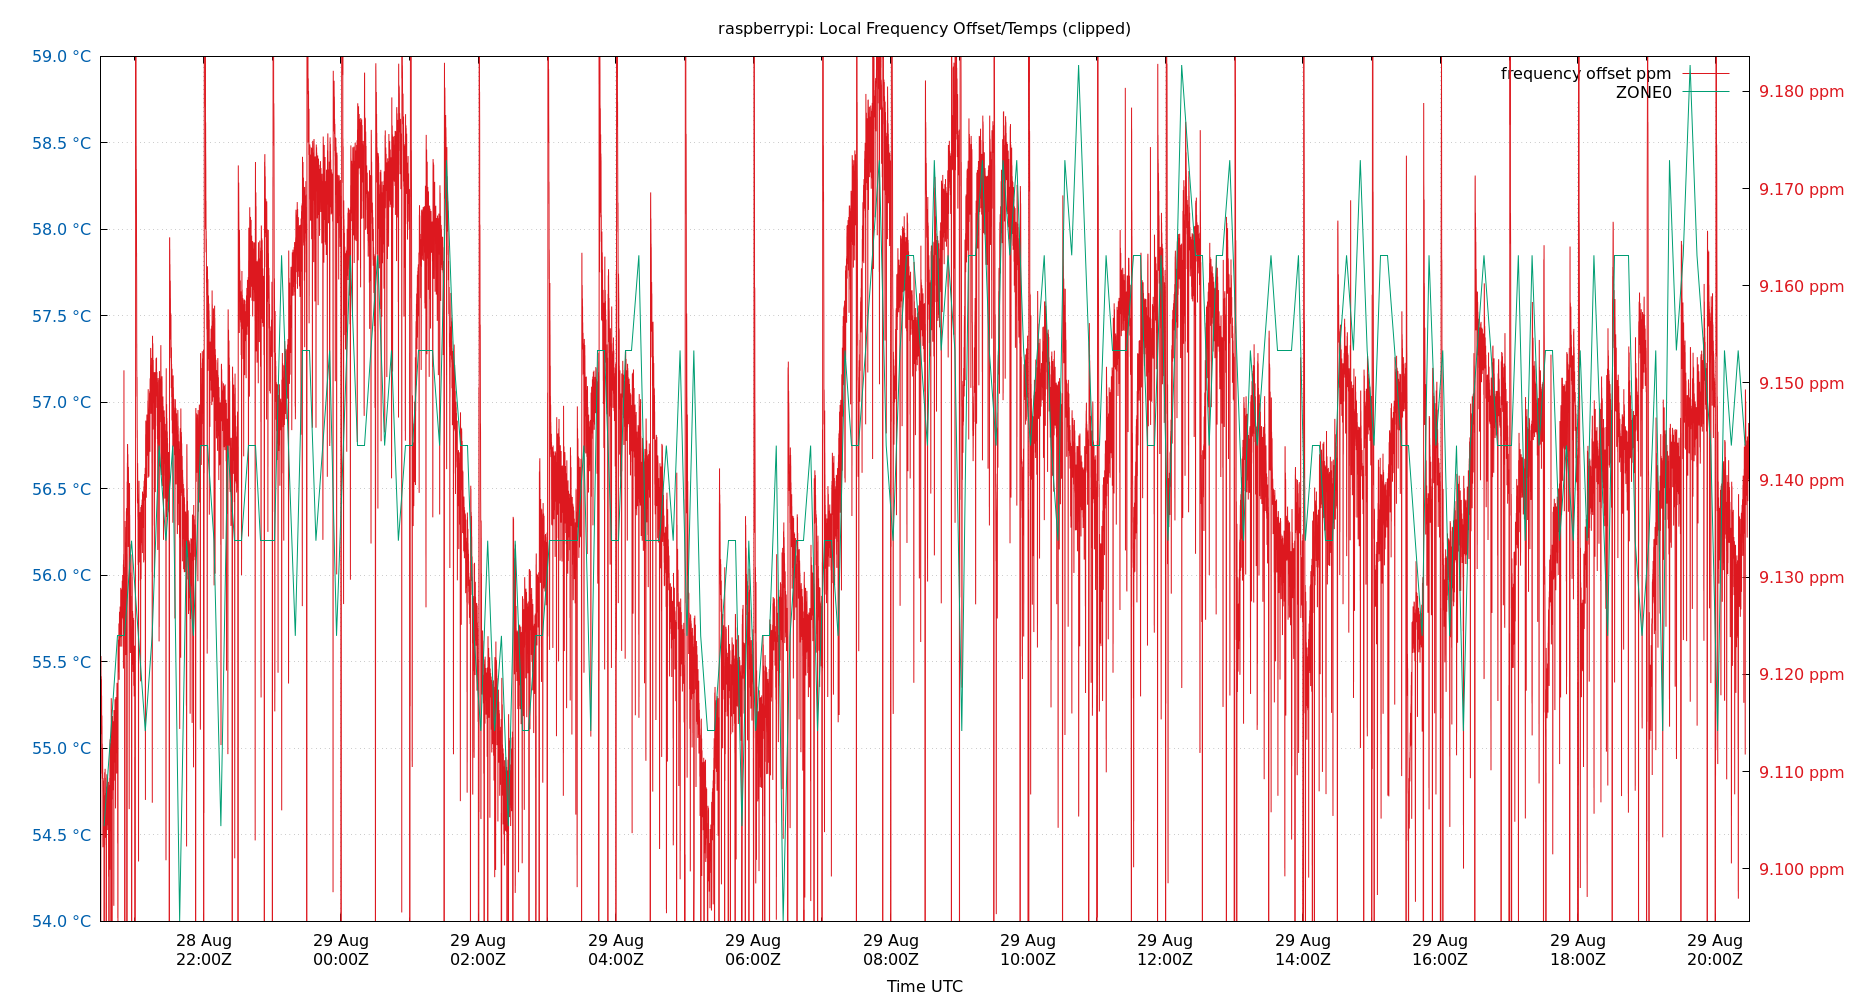 raspberrypi: Local Frequency Offset/Temps (clipped)
59.0 °C
58.5 °C
58.0 °C
57.5 °C
57.0 °C
56.5 °C
56.0 °C
55.5 °C
55.0 °C
54.5 °C
54.0 °C
frequency offset ppm
ZONE0
9.180 ppm
9.170 ppm
9.160 ppm
9.150 ppm
9.140 ppm
9.130 ppm
9.120 ppm
9.110 ppm
9.100 ppm
28 Aug 29 Aug 29 Aug 29 Aug 29 Aug 29 Aug 29 Aug 29 Aug 29 Aug 29 Aug 29 Aug 29 Aug
22:00Z 00:00Z 02:00Z 04:00Z 06:00Z 08:00Z 10:00Z 12:00Z 14:00Z 16:00Z 18:00Z 20:00Z
Time UTC